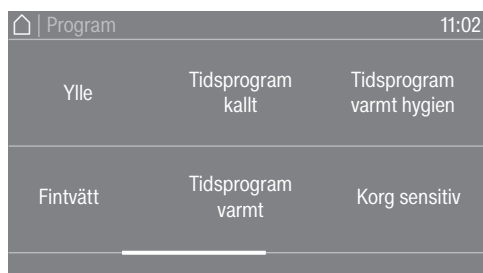 | Program 11:02
Ylle
Tidsprogram
kallt
Tidsprogram
varmt hygien
Fintvätt
Tidsprogram
varmt
Korg sensitiv